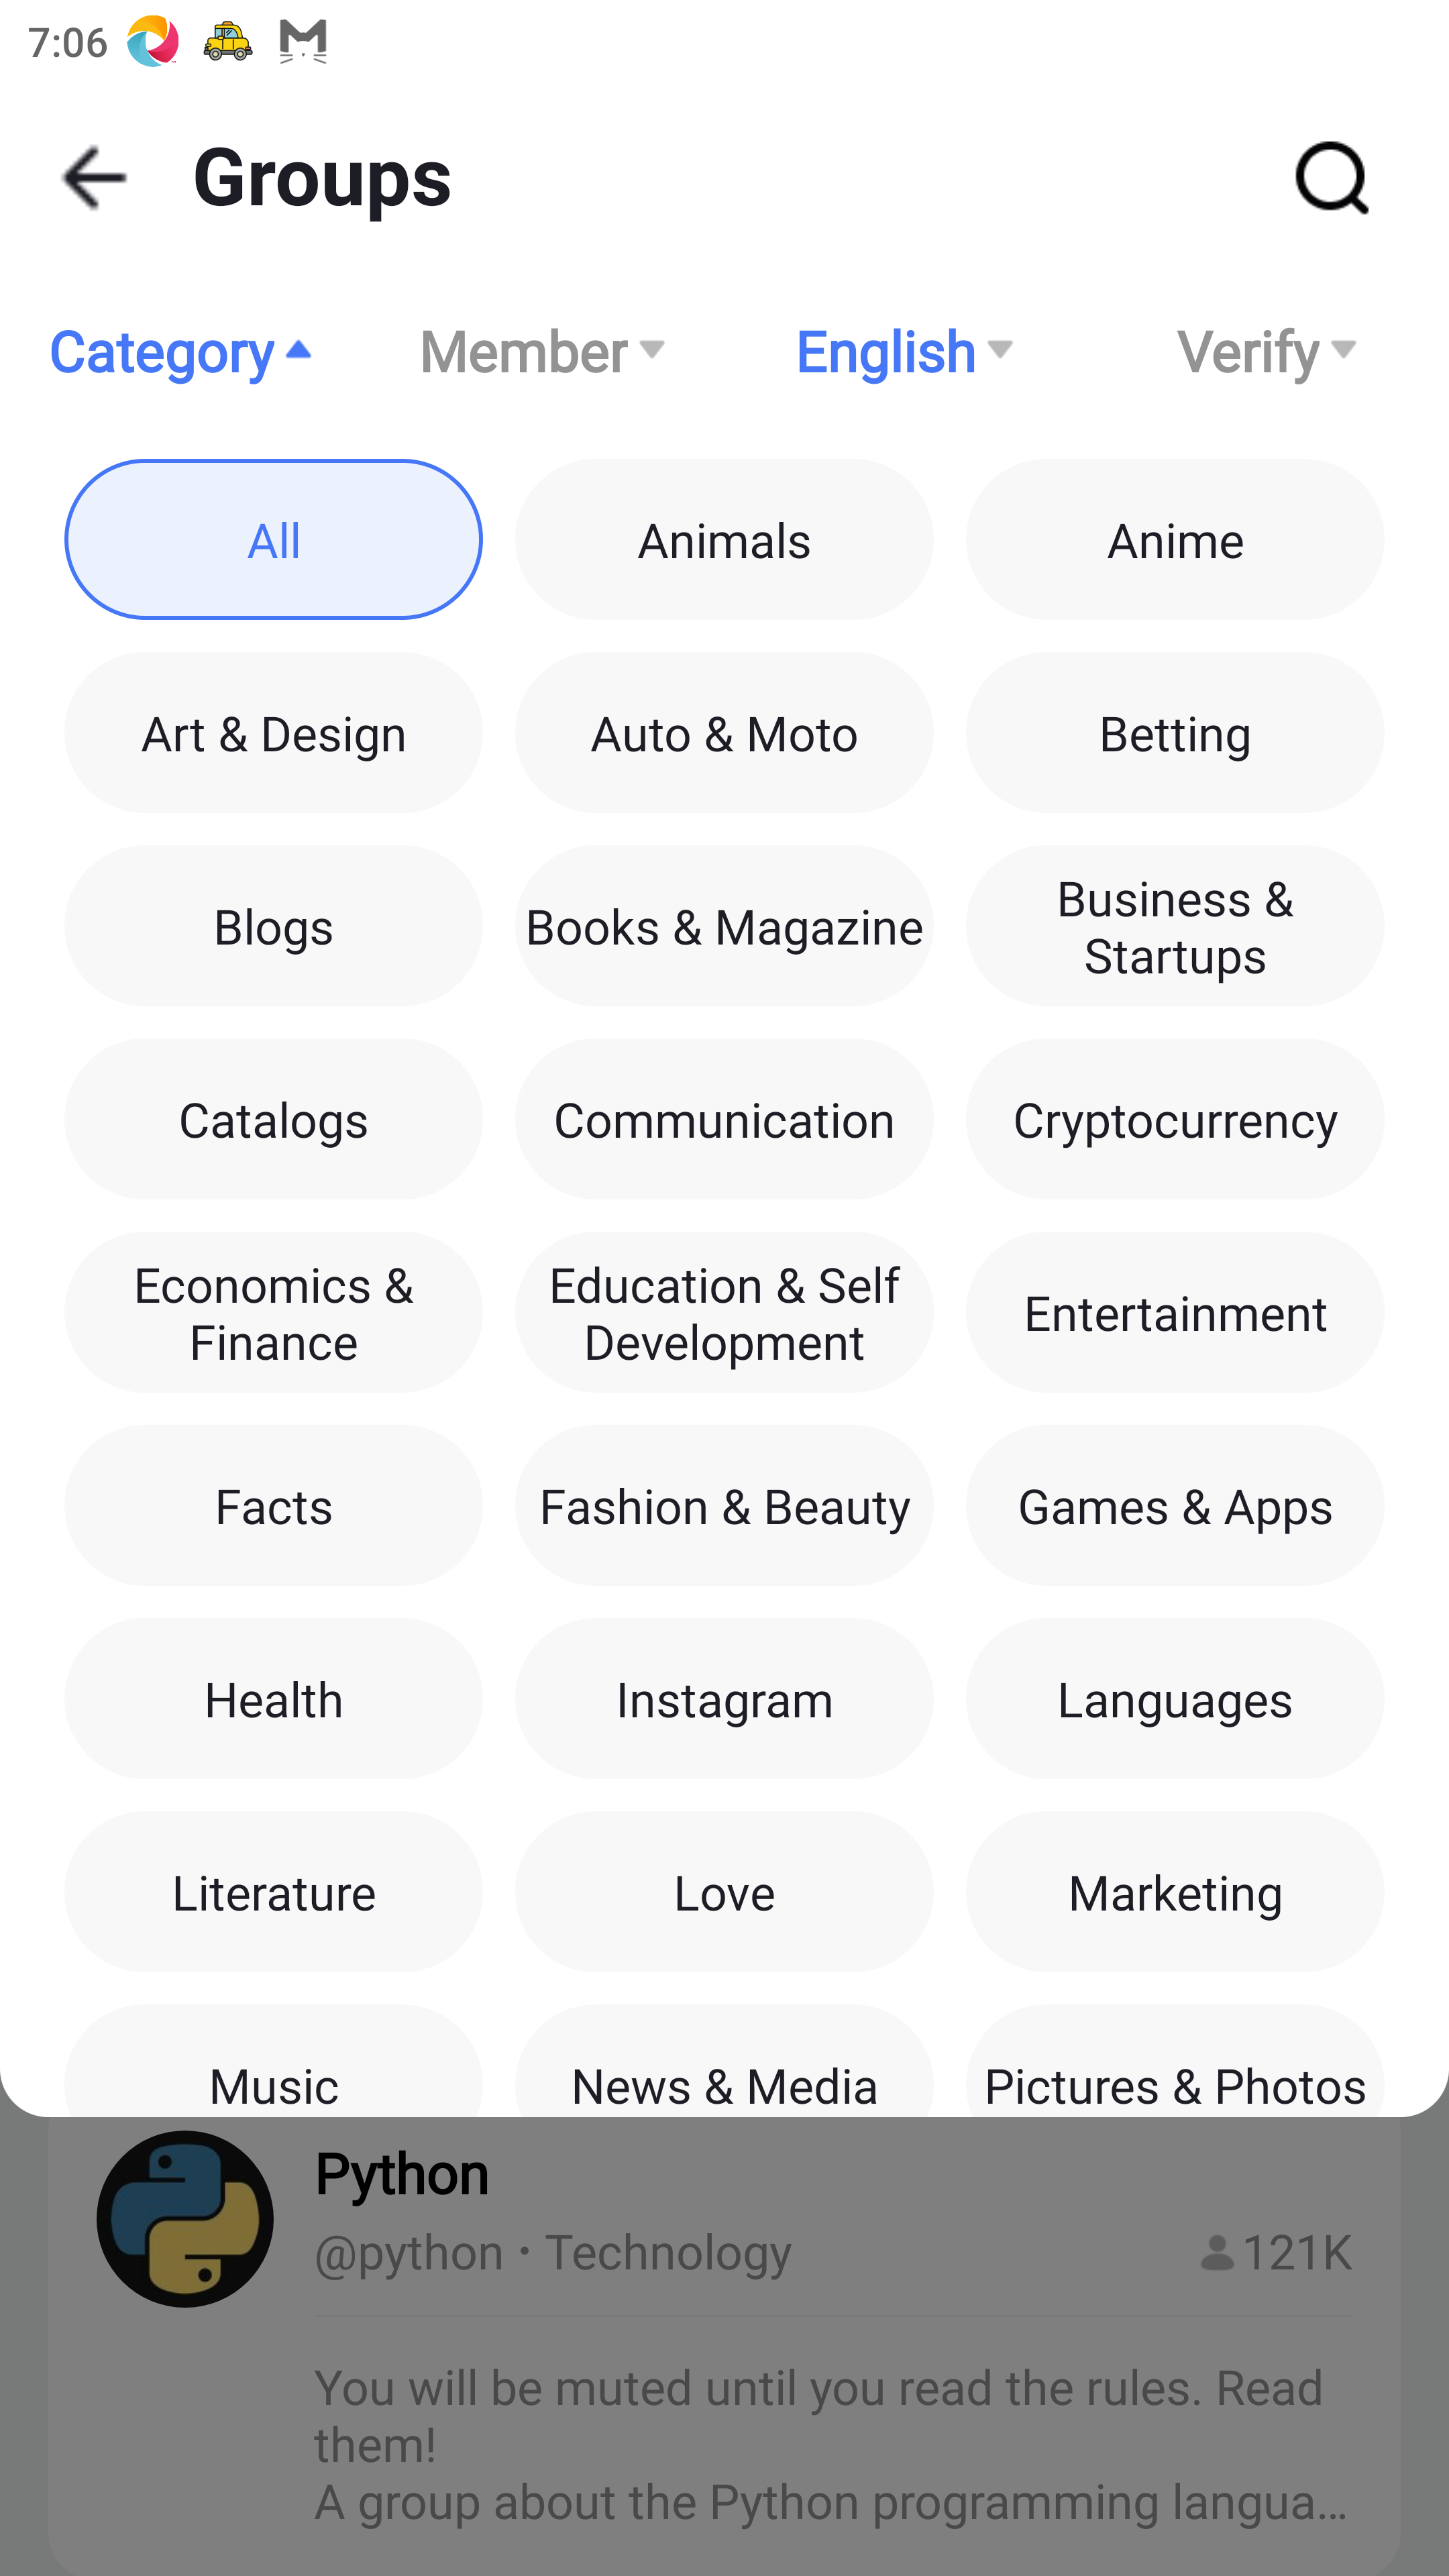 7:06
Groups
Category Member English Verify
All Animals Anime
Art & Design Auto & Moto Betting
Blogs Books & Magazine Business &
Startups
Catalogs Communication Cryptocurrency
Economics &
Finance
Education & Self
Development
Entertainment
Facts Fashion & Beauty Games & Apps
Health Instagram Languages
Literature Love Marketing
Music News & Media Pictures & Photos
Python
@python • Technology 121K
You will be muted until you read the rules. Read
them!
A group about the Python programming langua…